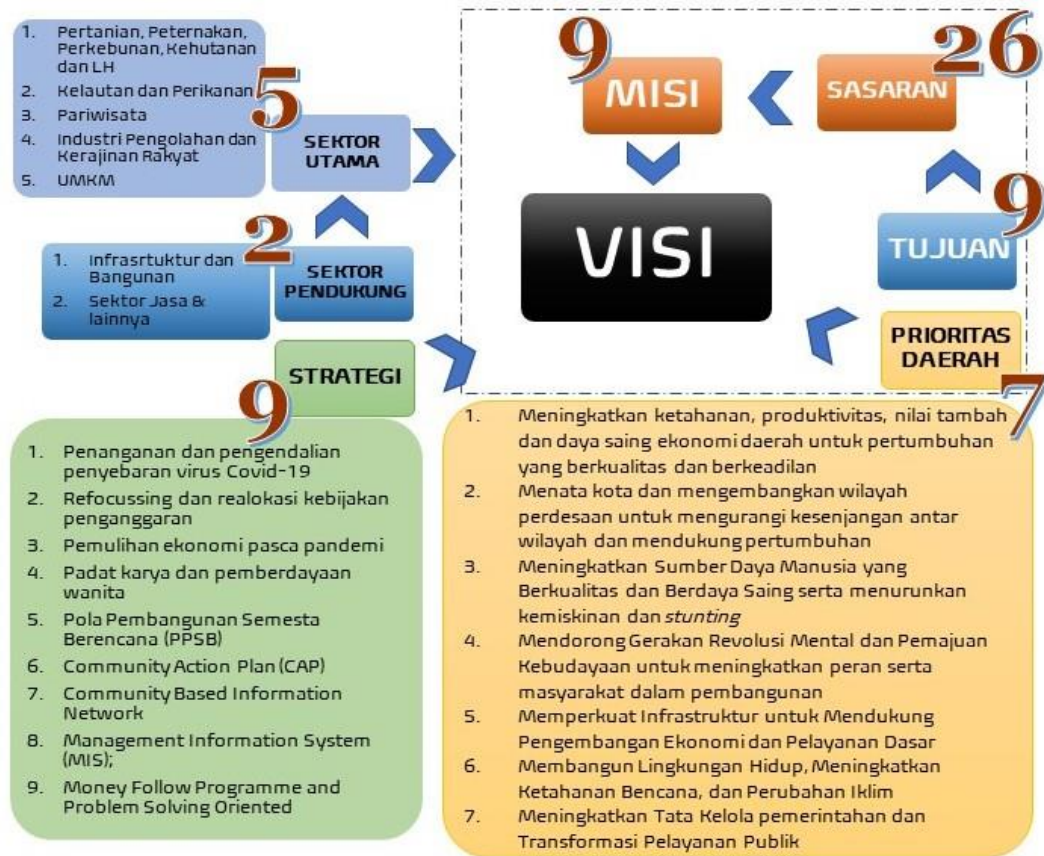 1. Pertanian, Peternakan,
Perkebunan, Kehutanan
dan LH
2. Kelautan dan Perikanan
3. Pariwisata
4. Industri Pengolahan dan
Kerajinan Rakyat
5. UMKM
5
SEKTOR
UTAMA
9
MISI
26
SASARAN
VISI
9
TUJUAN
1. Infrasrtuktur dan
Bangunan
2. Sektor Jasa &
lainnya
2
SEKTOR
PENDUKUNG
PRIORITAS
DAERAH
7
STRATEGI
9
1. Penanganan dan pengendalian
penyebaran virus Covid-19
2. Refocussing dan realokasi kebijakan
penganggaran
3. Pemulihan ekonomi pasca pandemi
4. Padat karya dan pemberdayaan
wanita
5. Pola Pembangunan Semesta
Berencana (PPSB)
6. Community Action Plan (CAP)
7. Community Based Information
Network
8. Management Information System
(MIS);
9. Money Follow Programme and
Problem Solving Oriented
1. Meningkatkan ketahanan, produktivitas, nilai tambah
dan daya saing ekonomi daerah untuk pertumbuhan
yang berkualitas dan berkeadilan
2. Menata kota dan mengembangkan wilayah
perdesaan untuk mengurangi kesenjangan antar
wilayah dan mendukung pertumbuhan
3. Meningkatkan Sumber Daya Manusia yang
Berkualitas dan Berdaya Saing serta menurunkan
kemiskinan dan stunting
4. Mendorong Gerakan Revolusi Mental dan Pemajuan
Kebudayaan untuk meningkatkan peran serta
masyarakat dalam pembangunan
5. Memperkuat Infrastruktur untuk Mendukung
Pengembangan Ekonomi dan Pelayanan Dasar
6. Membangun Lingkungan Hidup, Meningkatkan
Ketahanan Bencana, dan Perubahan Iklim
7. Meningkatkan Tata Kelola pemerintahan dan
Transformasi Pelayanan Publik